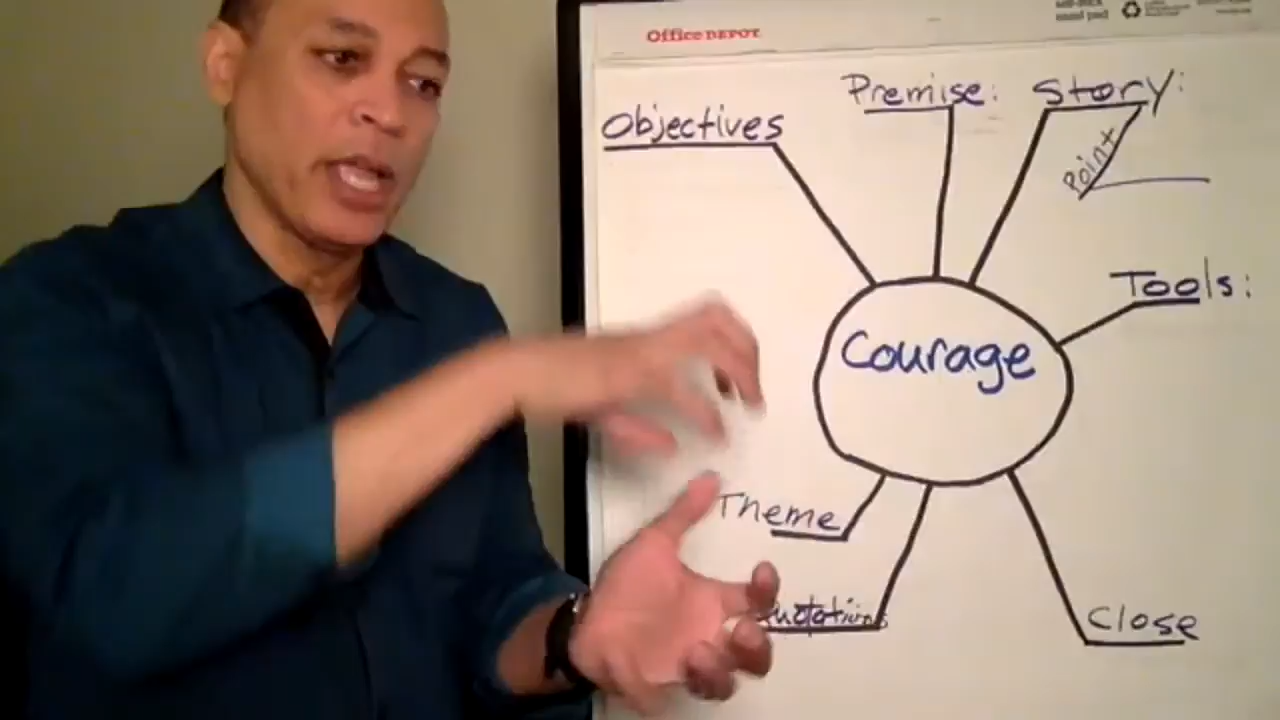 Office DEPOT
Premise: Story:
Objectives
Point
Tools:
Courage
Theme
Close